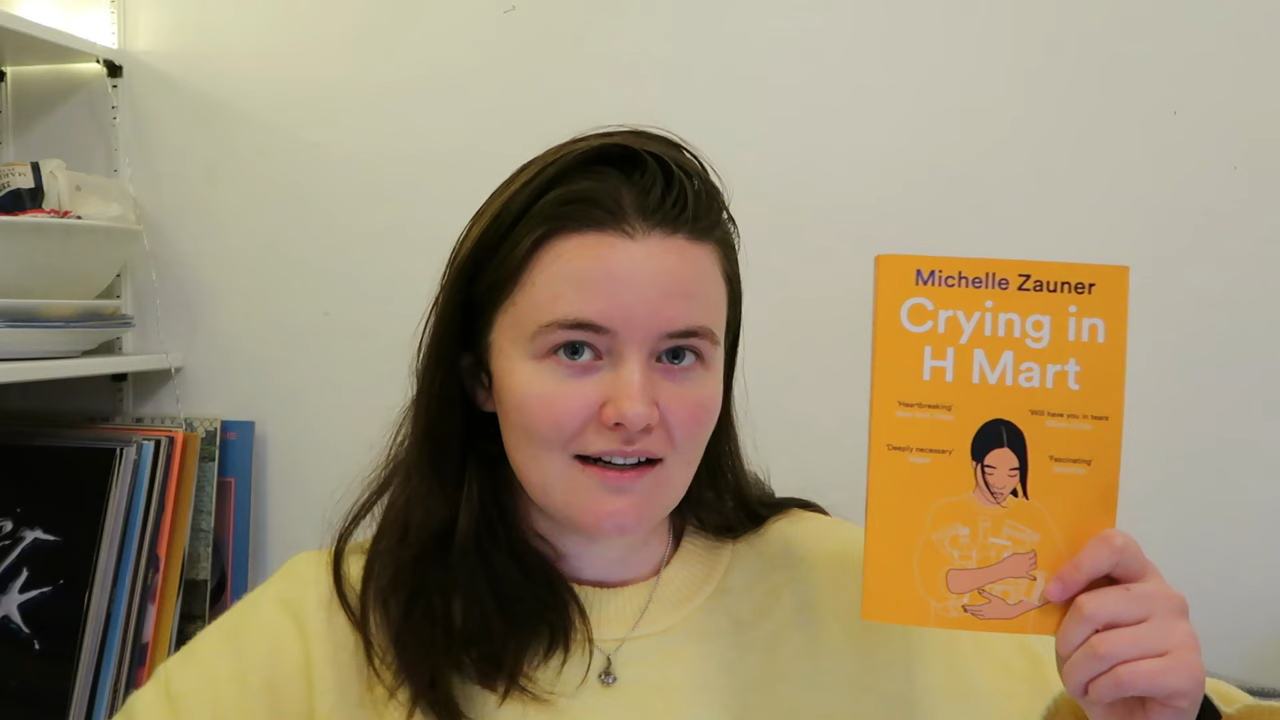 Michelle Zauner
Crying in
H Mart
'Heartbreaking'
'Will have you in tears'
'Deeply necessary'
'Fascinating'